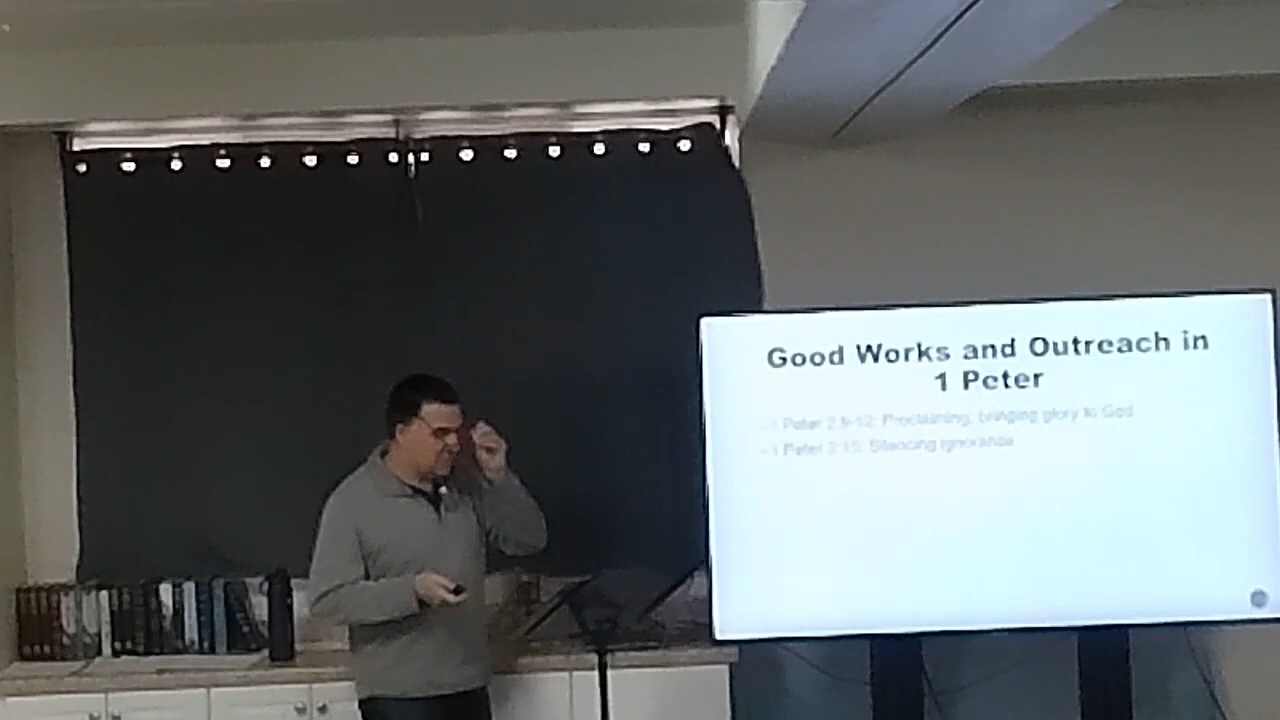 Good Works and Outreach in
1 Peter
1 Peter 2:9-12: Proclaiming, bringing glory to God
1 Peter 2:15: Silencing ignorance